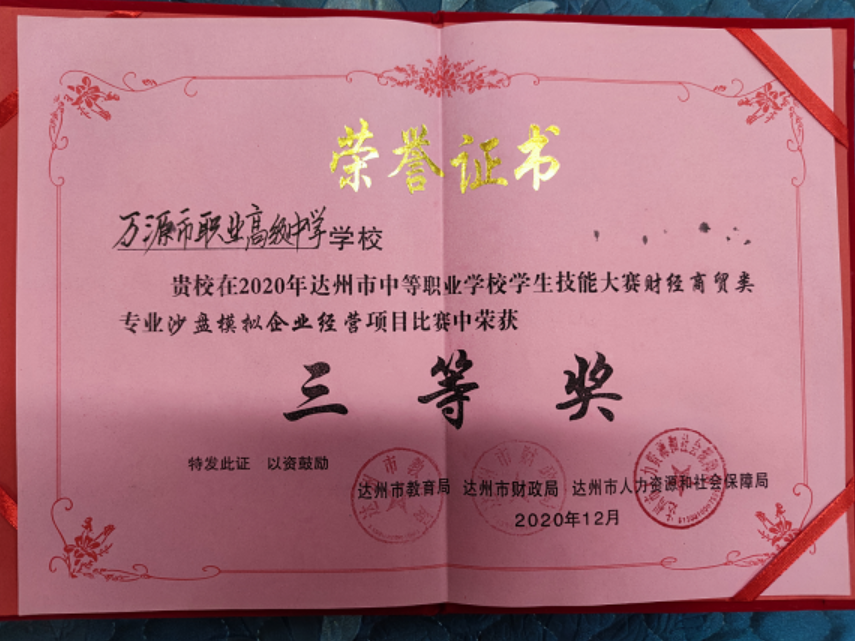 荣誉证书
万源市职业高级中学学校
贵校在2020年达州市中等职业学校学生技能大赛财经商贸类
专业沙盘模拟企业经营项目比赛中荣获
三等奖
特发此证 以资鼓励
达州市教育局 达州市财政局 达州市人力资源和社会保障局
2020年12月